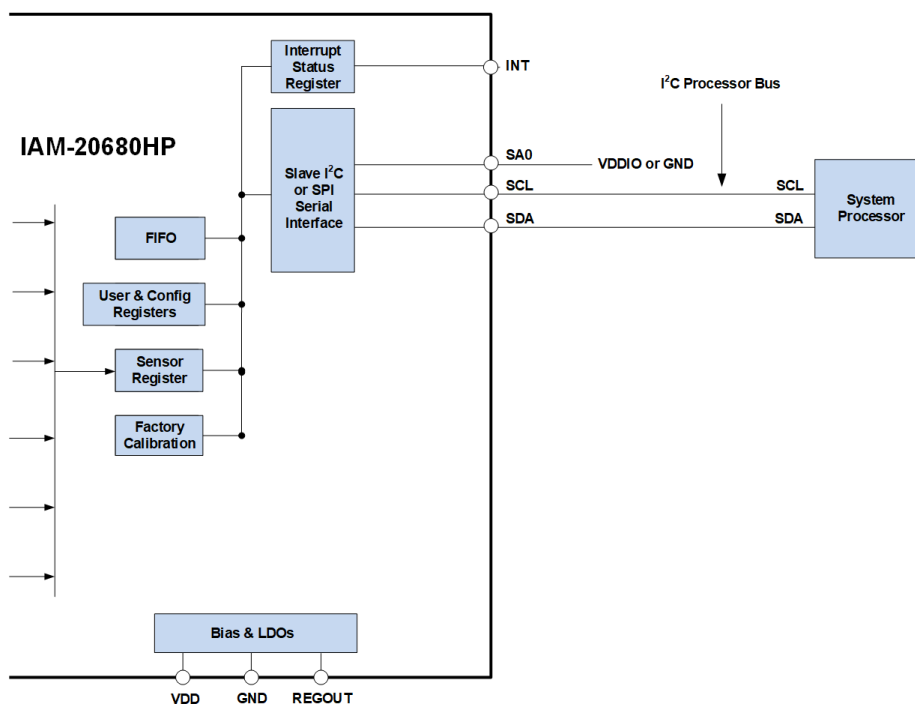 Interrupt
Status
Register
INT
I²C Processor Bus
IAM-20680HP
Slave I²C
or SPI
Serial
Interface
SA0
VDDIO or GND
SCL
SCL
SDA
SDA
System
Processor
FIFO
User & Config
Registers
Sensor
Register
Factory
Calibration
Bias & LDOs
VDD
GND
REGOUT